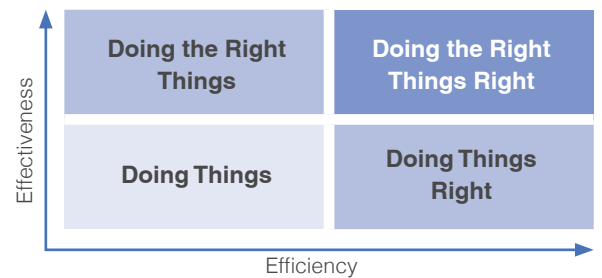 Effectiveness
Doing the Right
Things
Doing the Right
Things Right
Doing Things
Doing Things
Right
Efficiency